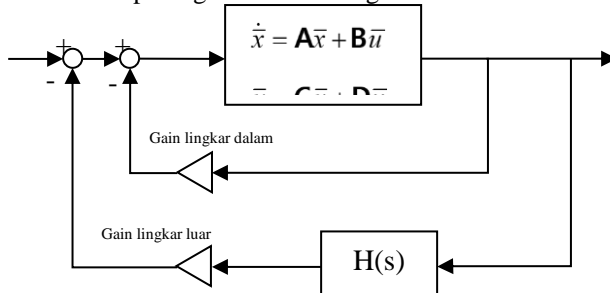 + +
ẋ̄ = Ax̄ + Bū
- -
Gain lingkar dalam
Gain lingkar luar
H(s)